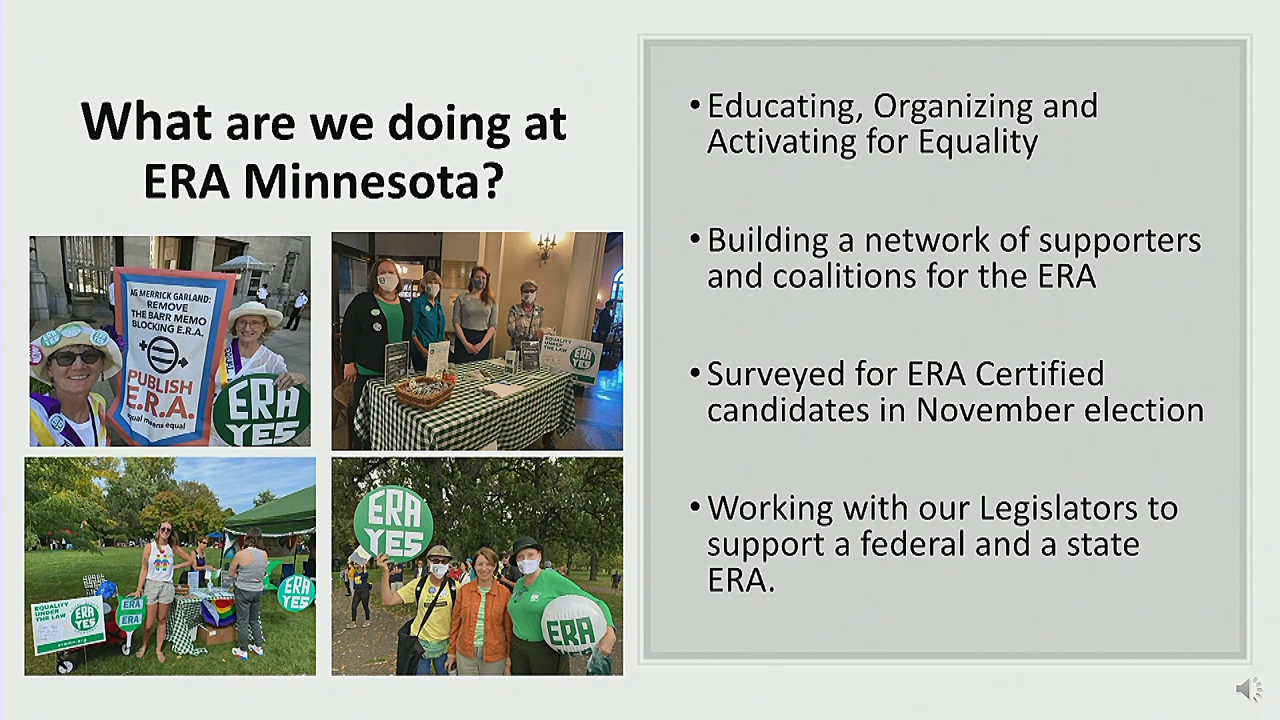 What are we doing at
ERA Minnesota?
AG MERRICK GARLAND:
REMOVE
THE BARR MEMO
BLOCKING E.R.A.
PUBLISH
E.R.A.
equal means equal
ERA
YES
EQUALITY
UNDER
THE LAW
ERA
YES
EQUALITY
UNDER
THE LAW
ERA
YES
ERA
ERA
ERA
YES
ERA
YES
ERA
• Educating, Organizing and
Activating for Equality
• Building a network of supporters
and coalitions for the ERA
• Surveyed for ERA Certified
candidates in November election
• Working with our Legislators to
support a federal and a state
ERA.